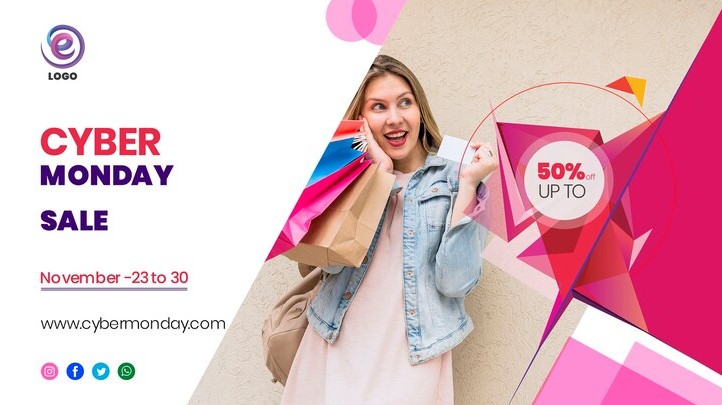 LOGO
CYBER
MONDAY
SALE
November -23 to 30
www.cybermonday.com
50% off
UP TO